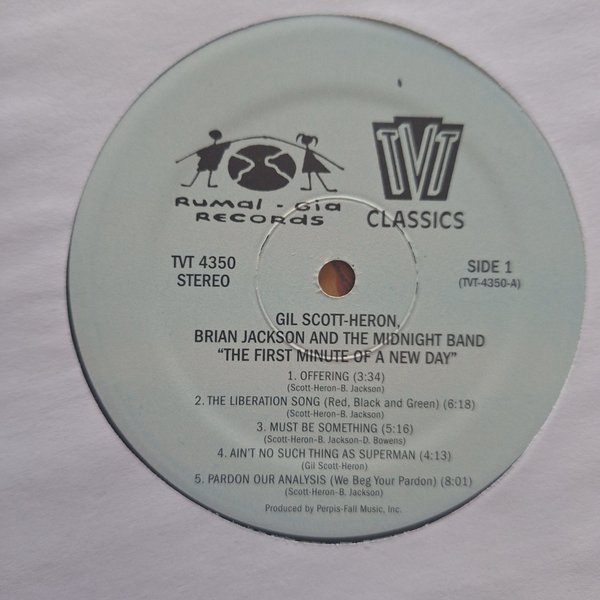 RUMAL - GIA
RECORDS
TVT
CLASSICS
TVT 4350
STEREO
SIDE 1
(TVT-4350-A)
GIL SCOTT-HERON,
BRIAN JACKSON AND THE MIDNIGHT BAND
"THE FIRST MINUTE OF A NEW DAY"
1. OFFERING (3:34)
(Scott-Heron-B. Jackson)
2. THE LIBERATION SONG (Red, Black and Green) (6:18)
(Scott-Heron-B. Jackson)
3. MUST BE SOMETHING (5:16)
(Scott-Heron-B. Jackson-D. Bowens)
4. AIN'T NO SUCH THING AS SUPERMAN (4:13)
(Gil Scott-Heron)
5. PARDON OUR ANALYSIS (We Beg Your Pardon) (8:01)
(Scott-Heron-B. Jackson)
Produced by Perpis-Fall Music, Inc.